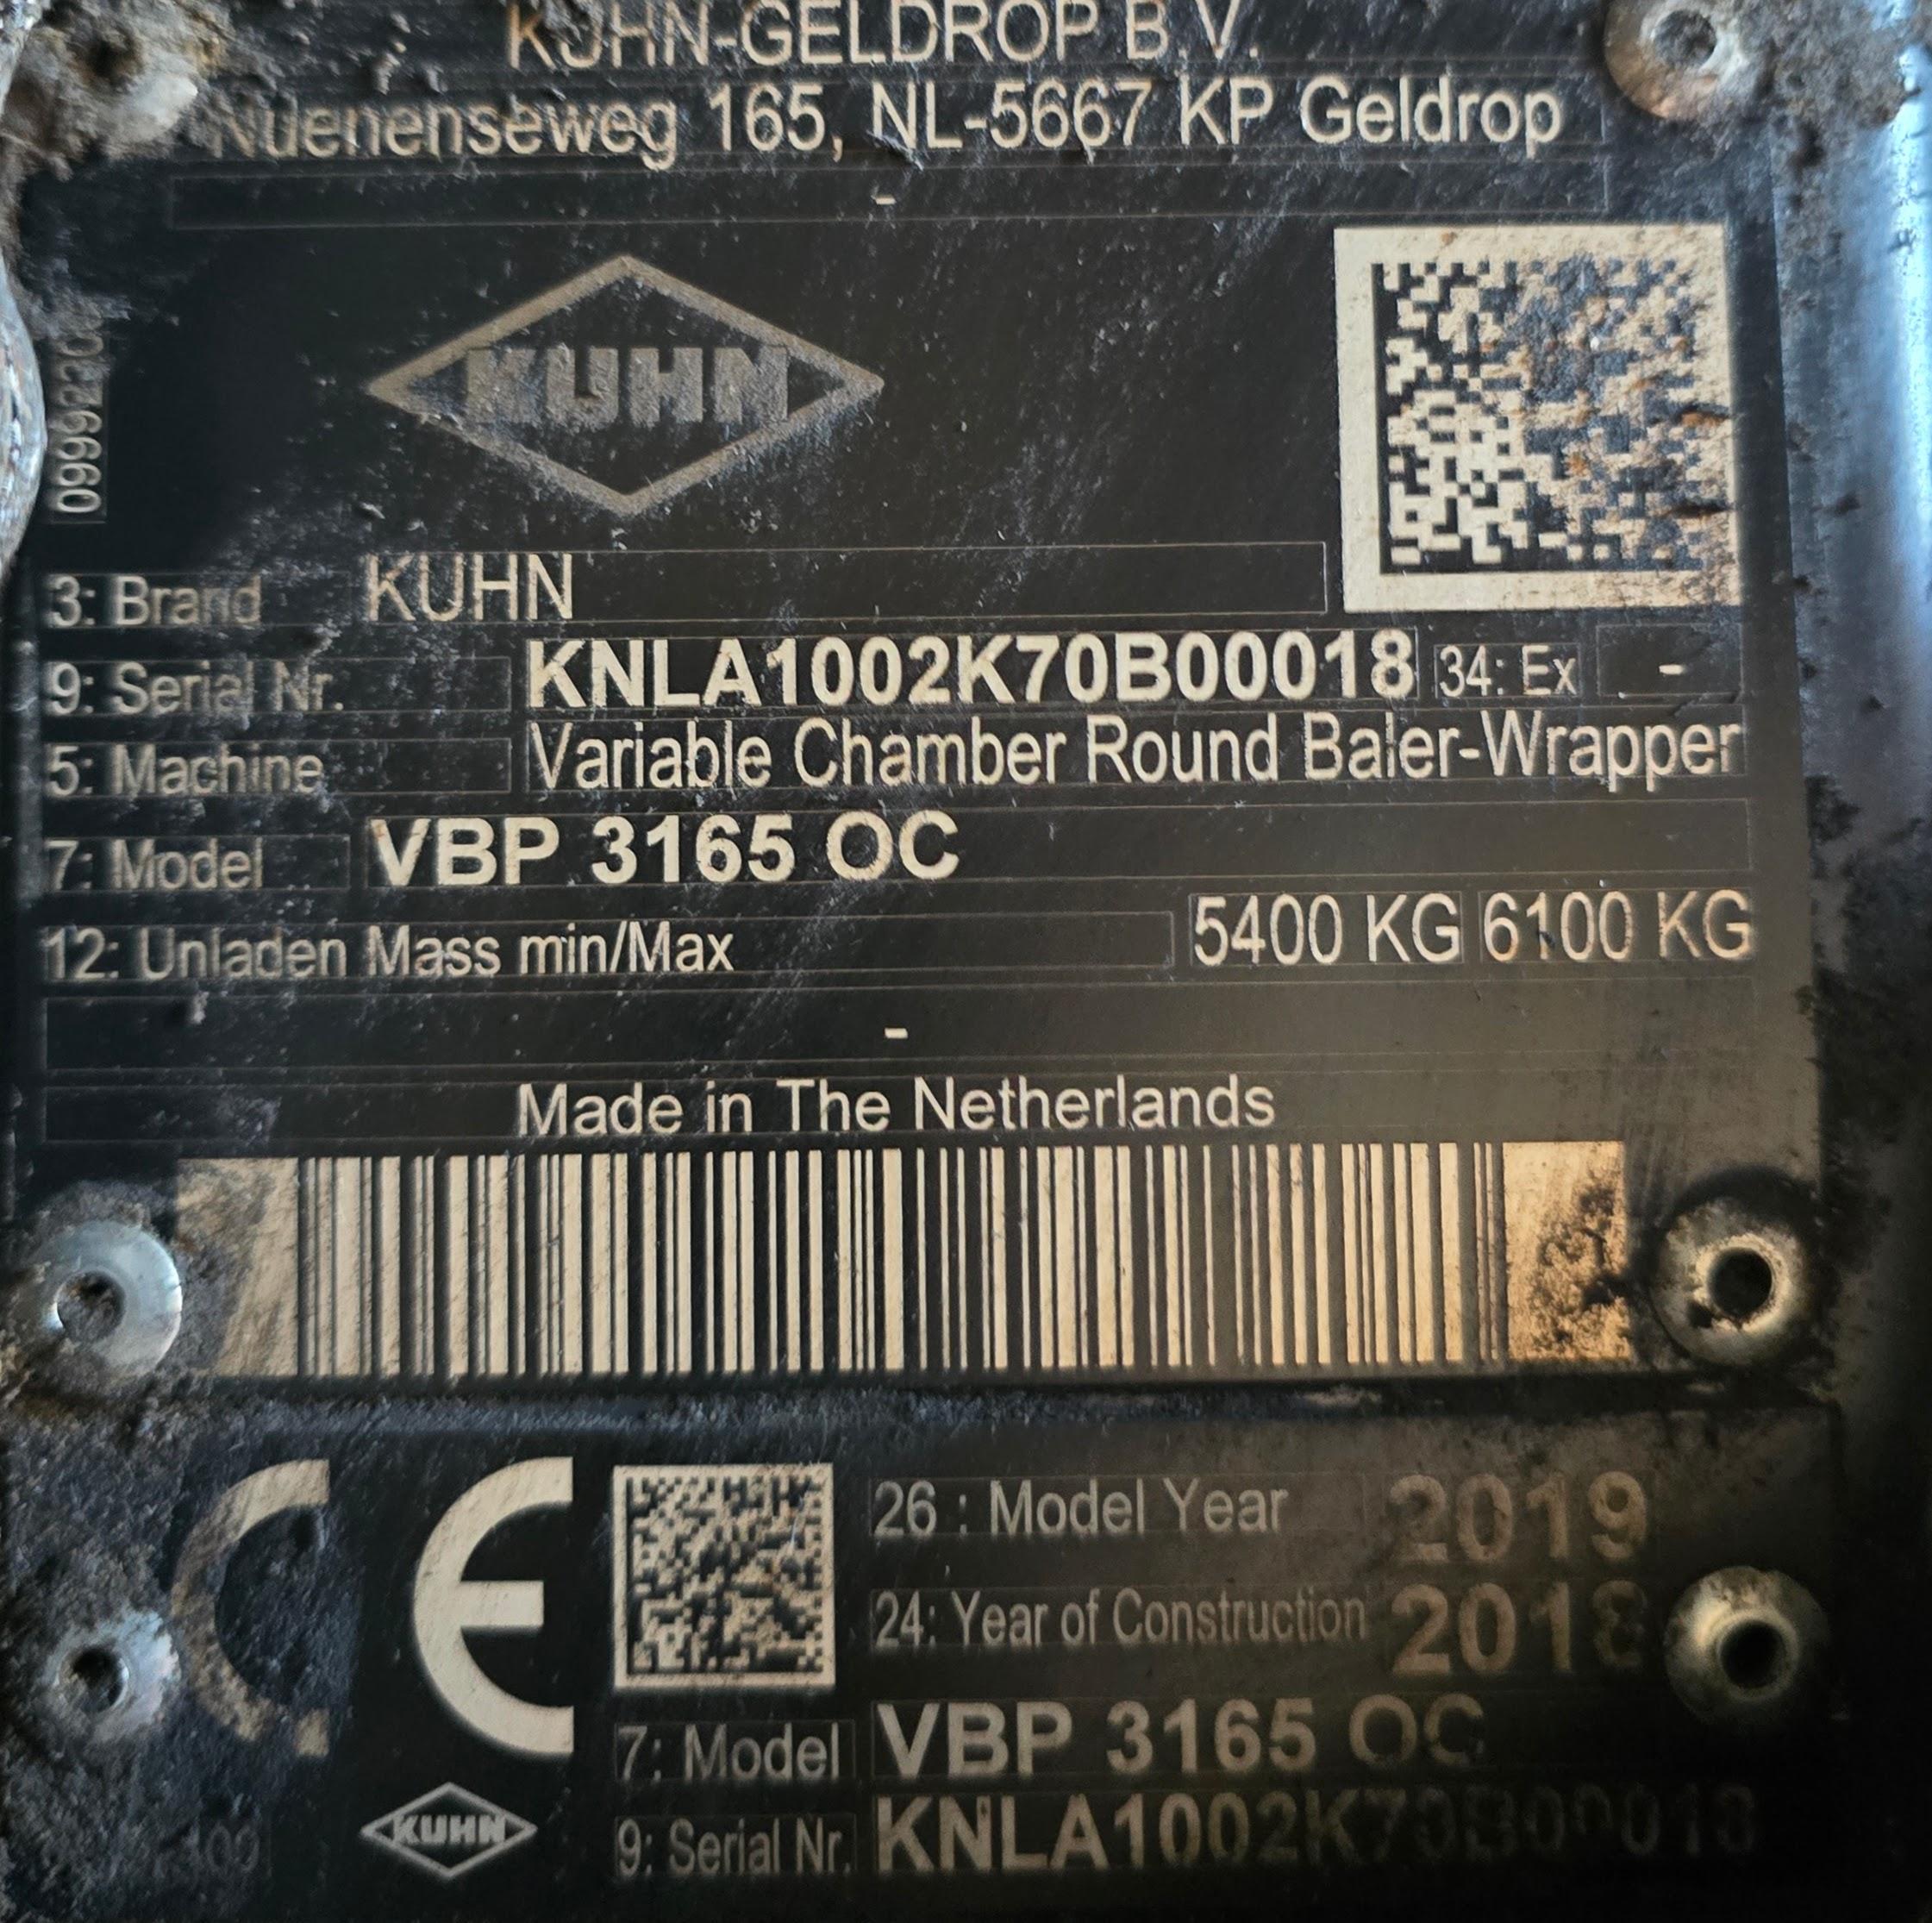 KUHN-GELDROP B.V.
Nuenenseweg 165, NL-5667 KP Geldrop
-
KUHN
3: Brand KUHN
9: Serial Nr. KNLA1002K70B00018 34: Ex -
5: Machine Variable Chamber Round Baler-Wrapper
7: Model VBP 3165 OC
12: Unladen Mass min/Max 5400 KG 6100 KG
-
Made in The Netherlands
CE
26 : Model Year 2019
24: Year of Construction 2018
7: Model VBP 3165 OC
KUHN
9: Serial Nr. KNLA1002K70B00018